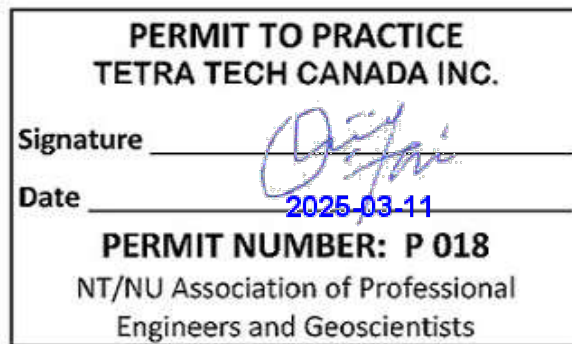 PERMIT TO PRACTICE
TETRA TECH CANADA INC.
Signature
Date 2025-03-11
PERMIT NUMBER: P 018
NT/NU Association of Professional
Engineers and Geoscientists